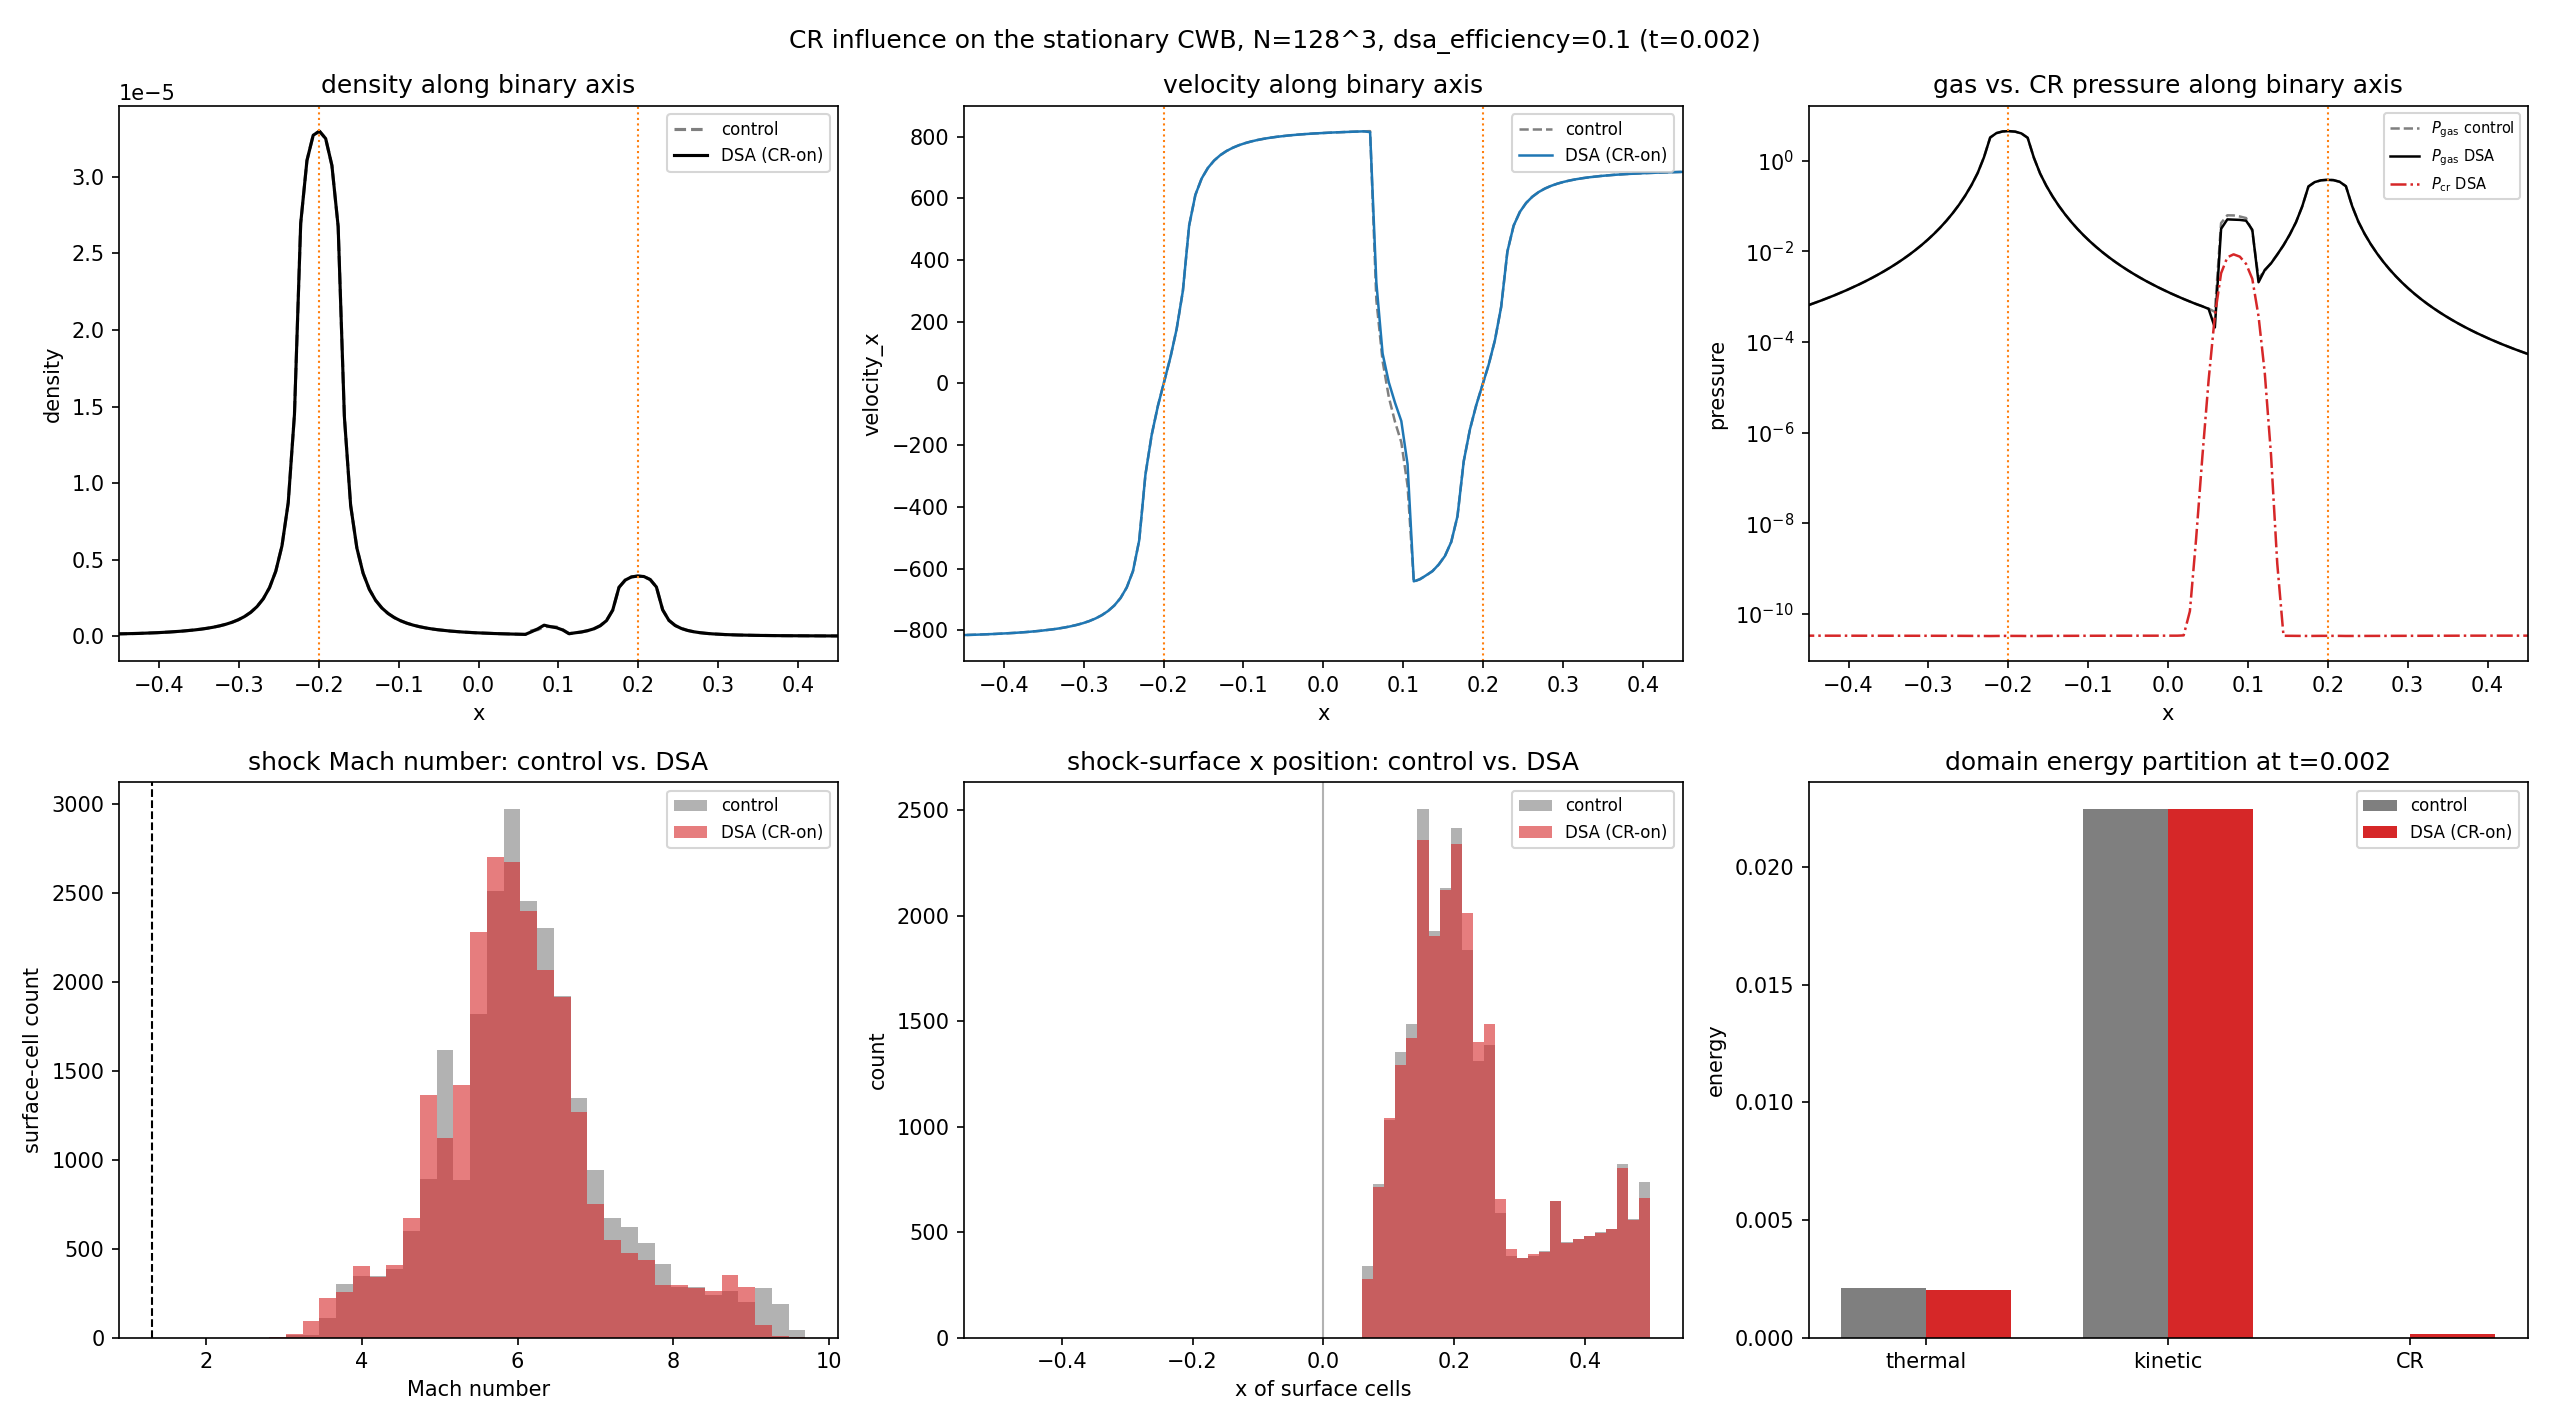 CR influence on the stationary CWB, N=128^3, dsa_efficiency=0.1 (t=0.002)
density along binary axis
1e−5
control
DSA (CR-on)
3.0
2.5
2.0
1.5
1.0
0.5
0.0
density
−0.4 −0.3 −0.2 −0.1 0.0 0.1 0.2 0.3 0.4
x
velocity along binary axis
control
DSA (CR-on)
800
600
400
200
0
−200
−400
−600
−800
velocity_x
−0.4 −0.3 −0.2 −0.1 0.0 0.1 0.2 0.3 0.4
x
gas vs. CR pressure along binary axis
P_gas control
P_gas DSA
P_cr DSA
10^0
10^−2
10^−4
10^−6
10^−8
10^−10
pressure
−0.4 −0.3 −0.2 −0.1 0.0 0.1 0.2 0.3 0.4
x
shock Mach number: control vs. DSA
control
DSA (CR-on)
3000
2500
2000
1500
1000
500
0
surface-cell count
2 4 6 8 10
Mach number
shock-surface x position: control vs. DSA
control
DSA (CR-on)
2500
2000
1500
1000
500
0
count
−0.4 −0.2 0.0 0.2 0.4
x of surface cells
domain energy partition at t=0.002
control
DSA (CR-on)
0.020
0.015
0.010
0.005
0.000
energy
thermal kinetic CR